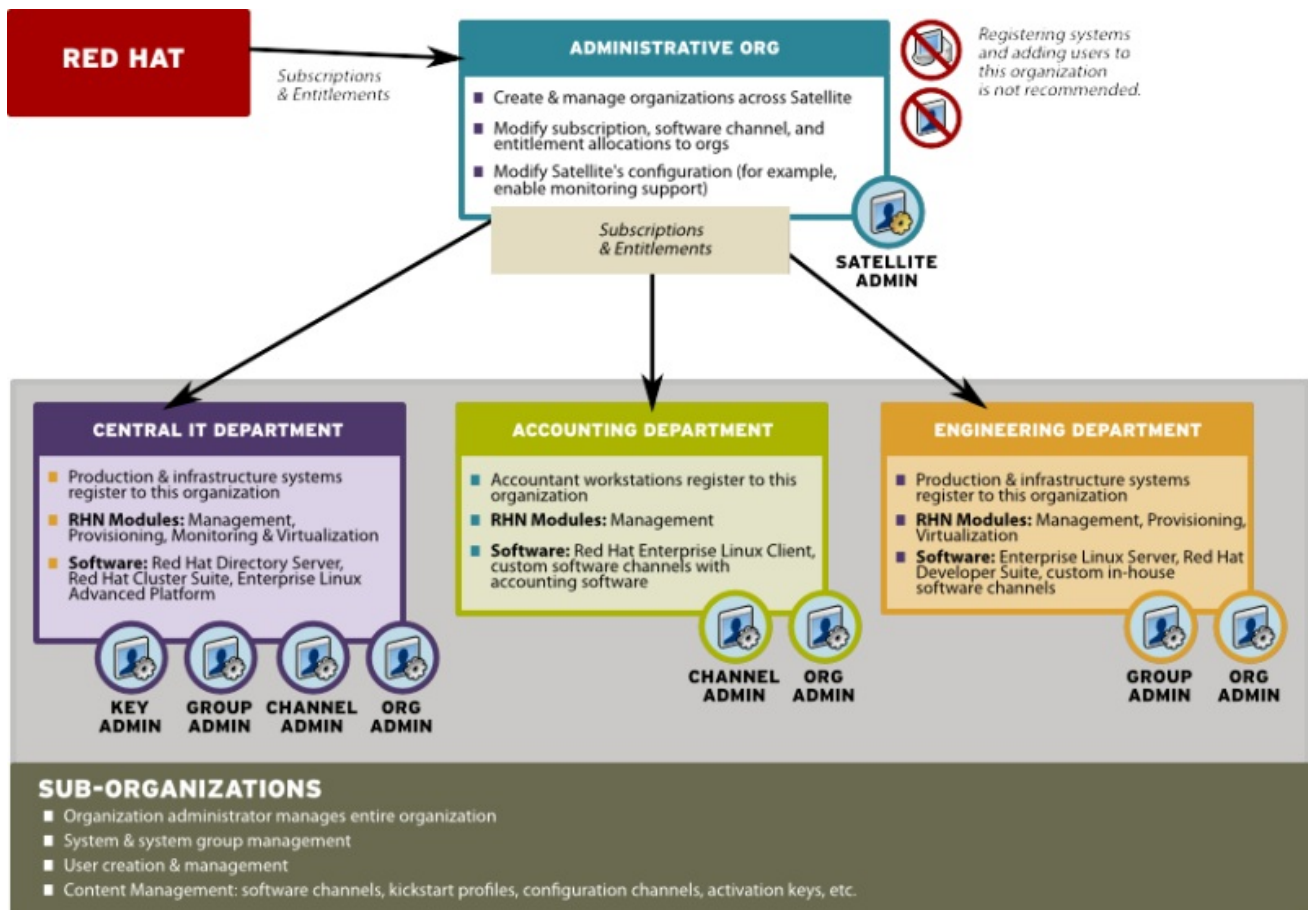 RED HAT
Subscriptions
& Entitlements
ADMINISTRATIVE ORG
Create & manage organizations across Satellite
Modify subscription, software channel, and
entitlement allocations to orgs
Modify Satellite's configuration (for example,
enable monitoring support)
Registering systems
and adding users to
this organization
is not recommended.
Subscriptions
& Entitlements
SATELLITE
ADMIN
CENTRAL IT DEPARTMENT
Production & infrastructure systems
register to this organization
RHN Modules: Management,
Provisioning, Monitoring & Virtualization
Software: Red Hat Directory Server,
Red Hat Cluster Suite, Enterprise Linux
Advanced Platform
KEY
ADMIN
GROUP
ADMIN
CHANNEL
ADMIN
ORG
ADMIN
ACCOUNTING DEPARTMENT
Accountant workstations register to this
organization
RHN Modules: Management
Software: Red Hat Enterprise Linux Client,
custom software channels with
accounting software
CHANNEL
ADMIN
ORG
ADMIN
ENGINEERING DEPARTMENT
Production & infrastructure systems
register to this organization
RHN Modules: Management, Provisioning,
Virtualization
Software: Enterprise Linux Server, Red Hat
Developer Suite, custom in-house
software channels
GROUP
ADMIN
ORG
ADMIN
SUB-ORGANIZATIONS
Organization administrator manages entire organization
System & system group management
User creation & management
Content Management: software channels, kickstart profiles, configuration channels, activation keys, etc.